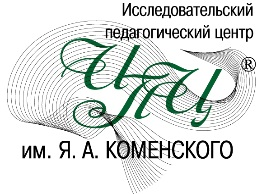 Исследовательский
педагогический центр
ИПЦ ®
им. Я. А. КОМЕНСКОГО